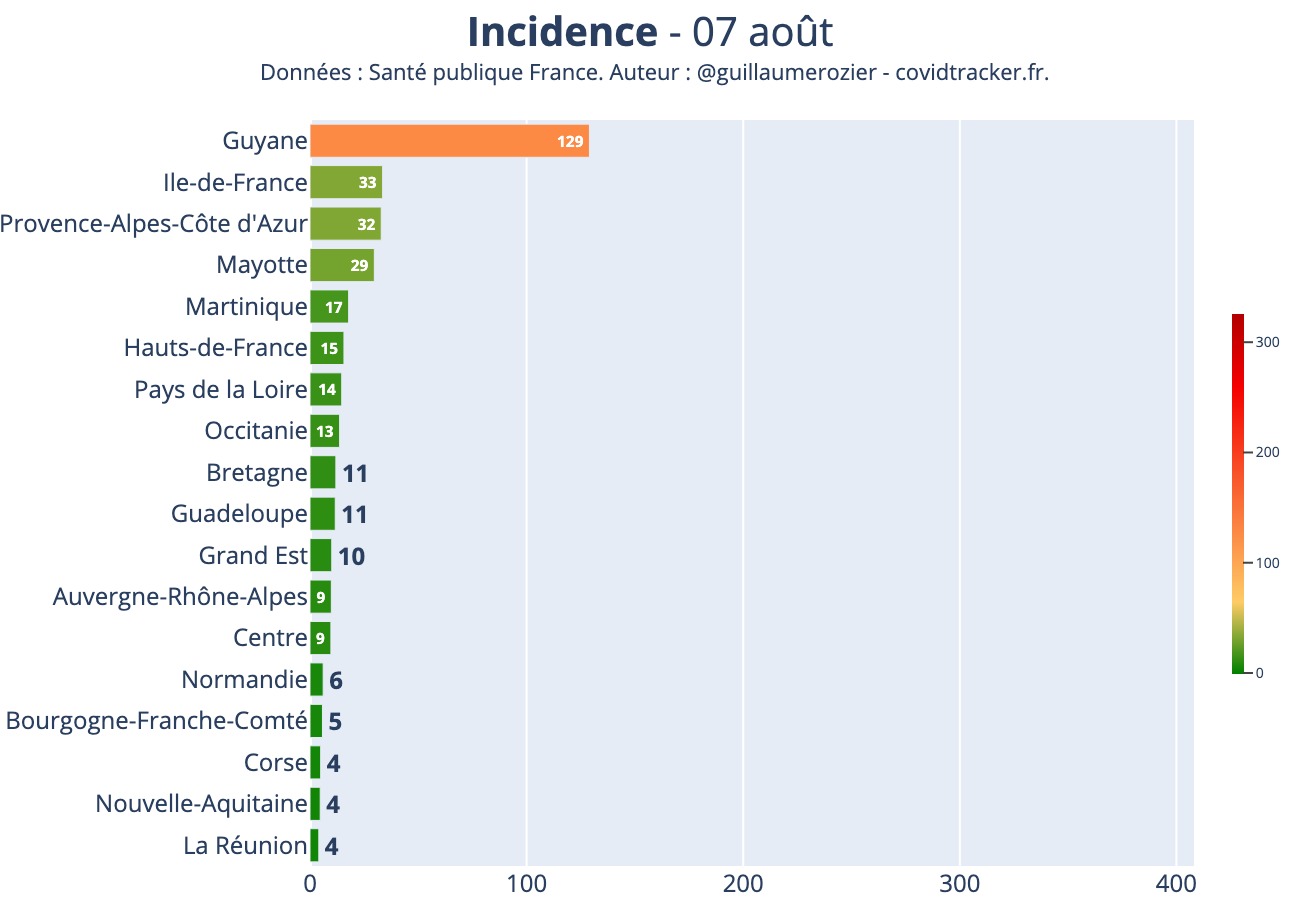 Incidence - 07 août
Données : Santé publique France. Auteur : @guillaumerozier - covidtracker.fr.
Guyane 129
Ile-de-France 33
Provence-Alpes-Côte d'Azur 32
Mayotte 29
Martinique 17
Hauts-de-France 15
Pays de la Loire 14
Occitanie 13
Bretagne 11
Guadeloupe 11
Grand Est 10
Auvergne-Rhône-Alpes 9
Centre 9
Normandie 6
Bourgogne-Franche-Comté 5
Corse 4
Nouvelle-Aquitaine 4
La Réunion 4
0 100 200 300 400
300
200
100
0